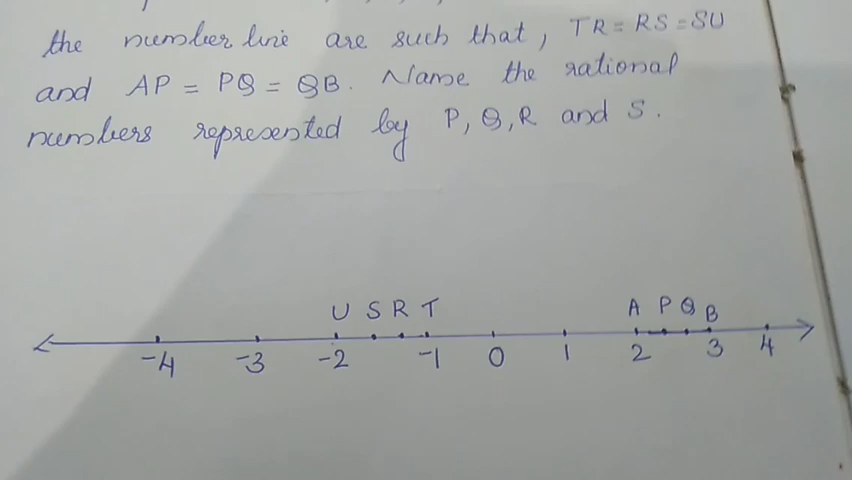 the number line are such that, TR = RS = SU
and AP = PQ = QB. Name the rational
numbers represented by P, Q, R and S.
U S R T A P Q B
-4 -3 -2 -1 0 1 2 3 4